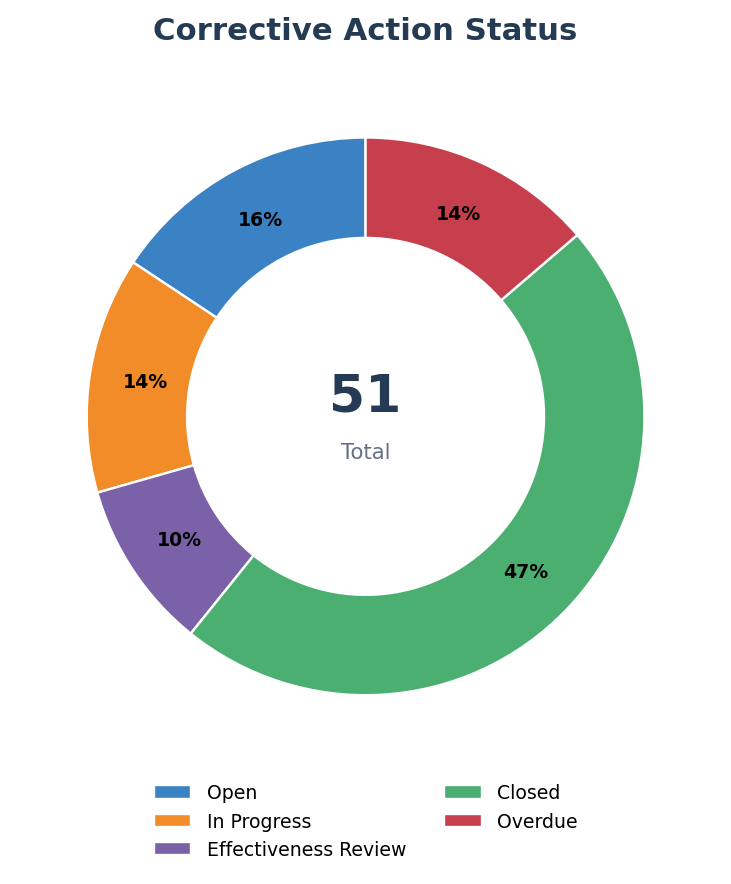 Corrective Action Status
16%
14%
14%
51
Total
10%
47%
Open
In Progress
Effectiveness Review
Closed
Overdue